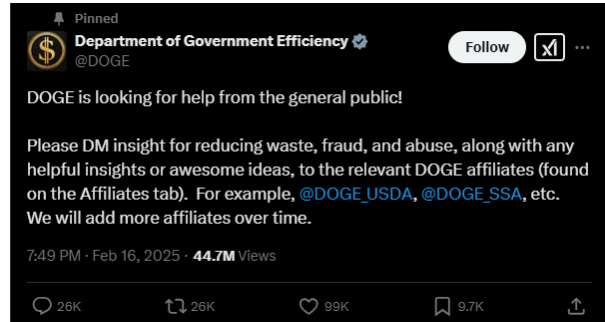 Pinned
Department of Government Efficiency
@DOGE
Follow
DOGE is looking for help from the general public!
Please DM insight for reducing waste, fraud, and abuse, along with any
helpful insights or awesome ideas, to the relevant DOGE affiliates (found
on the Affiliates tab).  For example, @DOGE_USDA, @DOGE_SSA, etc.
We will add more affiliates over time.
7:49 PM · Feb 16, 2025 · 44.7M Views
26K 26K 99K 9.7K